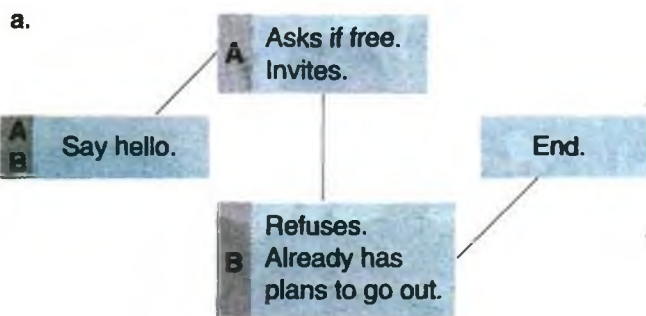 a.
A
B
Say hello.
A
Asks if free.
Invites.
B
Refuses.
Already has
plans to go out.
End.